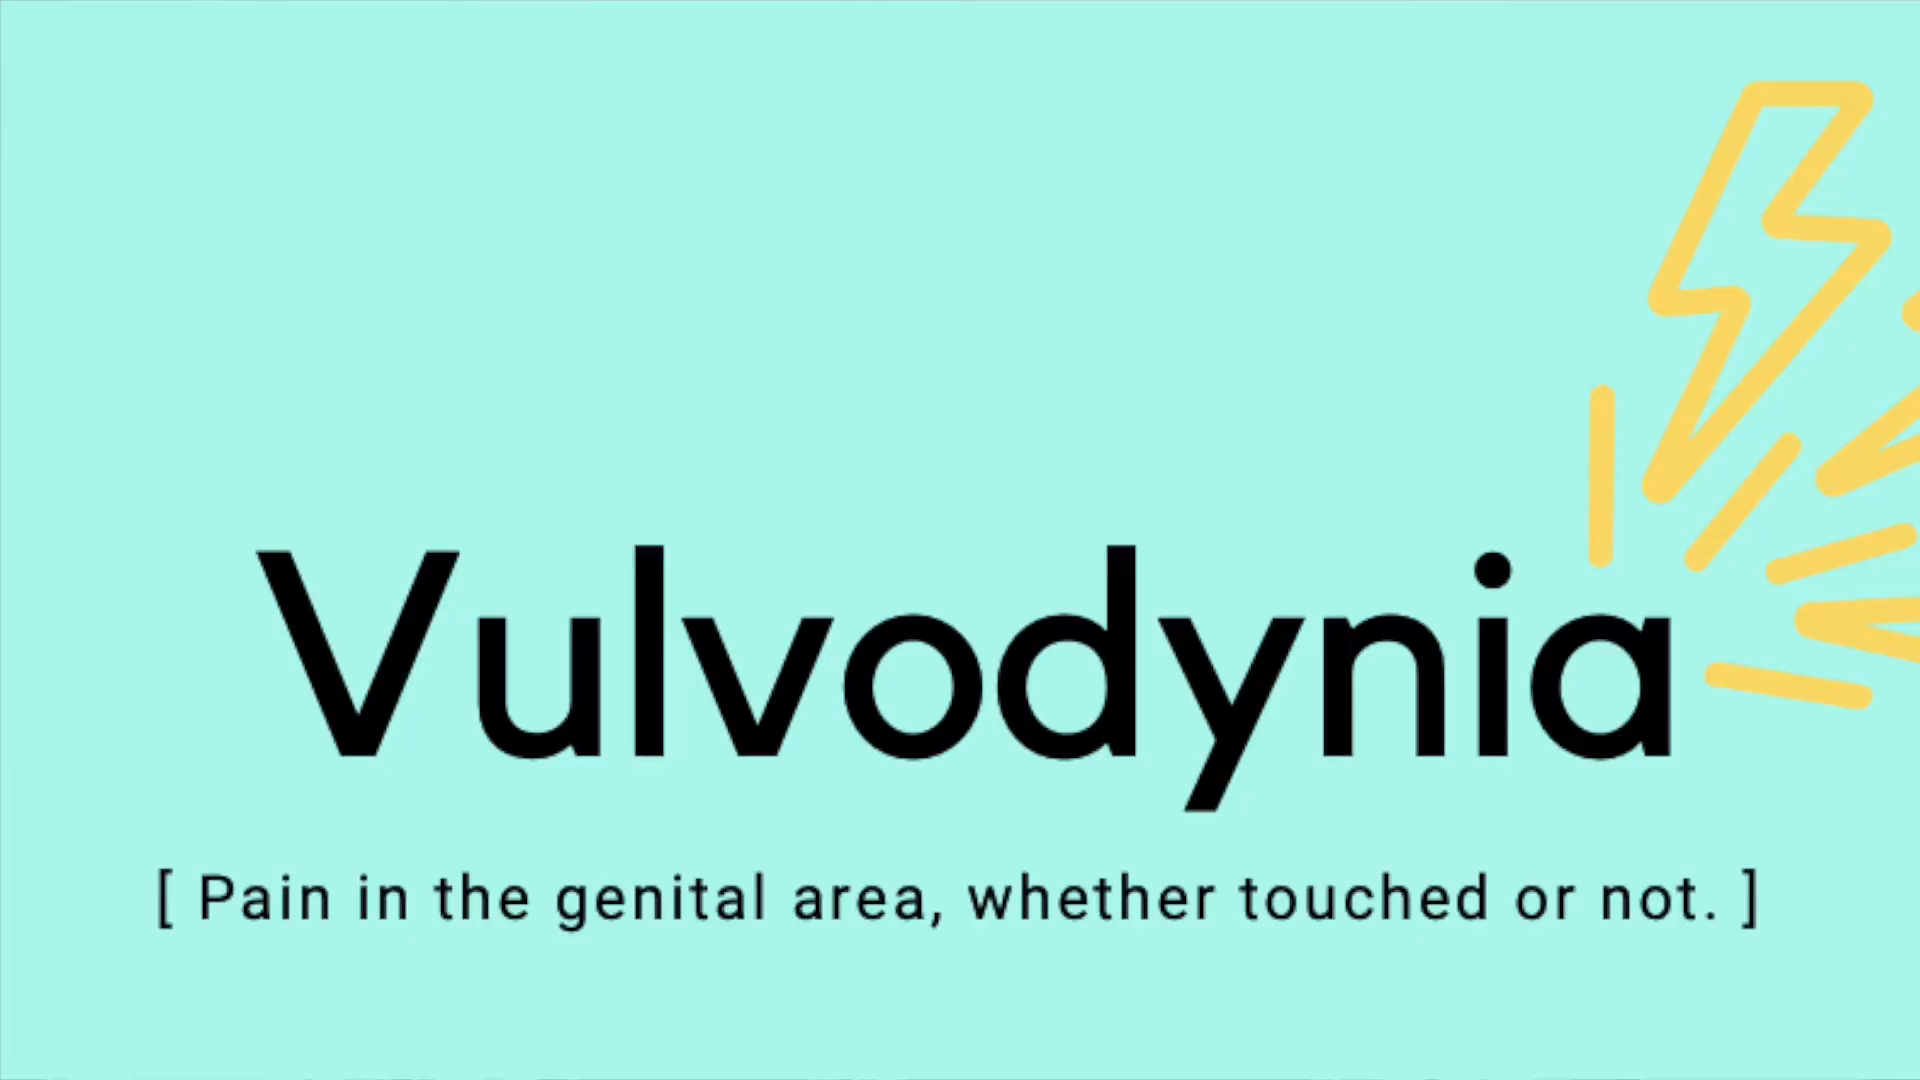 Vulvodynia
[ Pain in the genital area, whether touched or not. ]